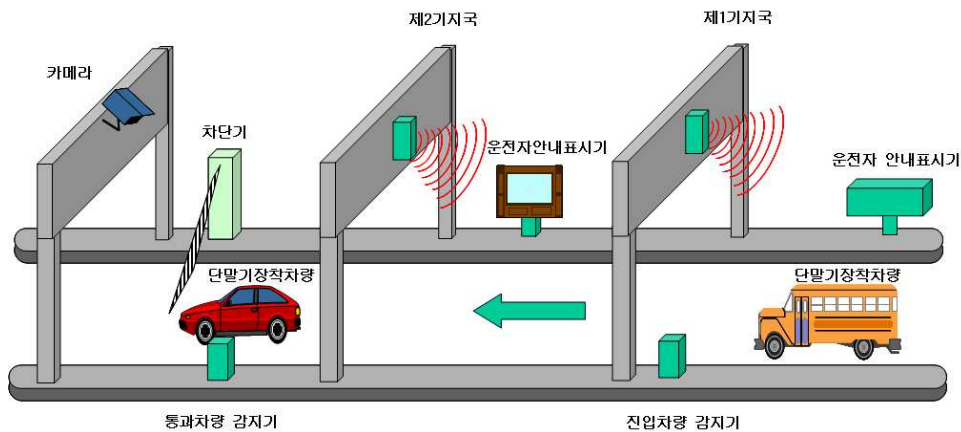 제2기지국
제1기지국
카메라
차단기
운전자안내표시기
운전자 안내표시기
단말기장착차량
단말기장착차량
통과차량 감지기
진입차량 감지기